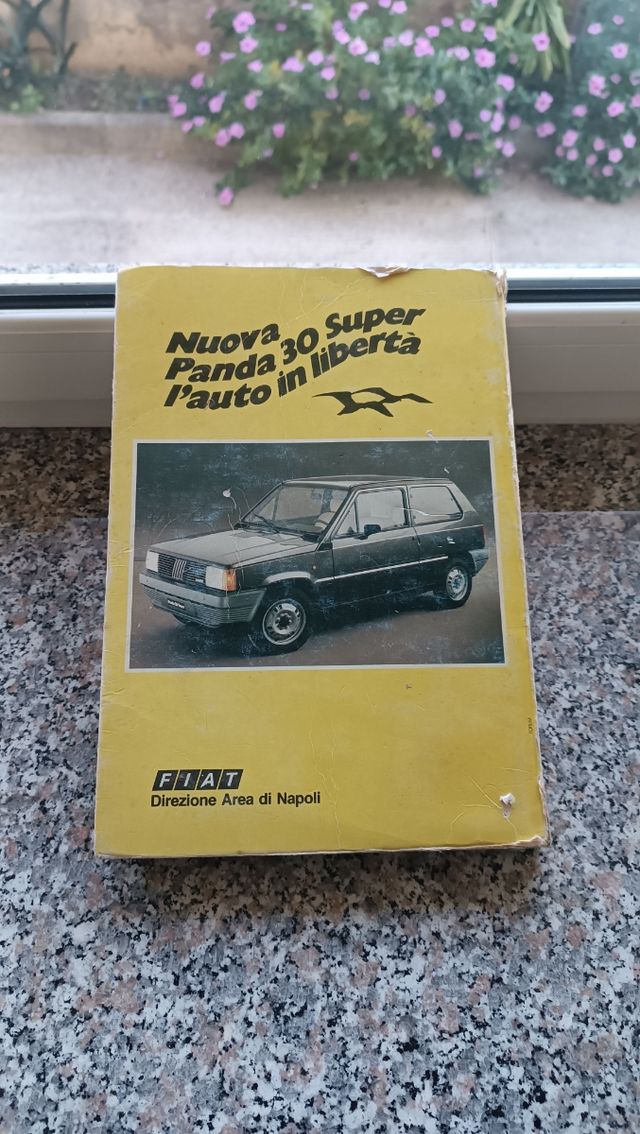 Nuova
Panda 30 Super
l'auto in libertà
FIAT
Direzione Area di Napoli